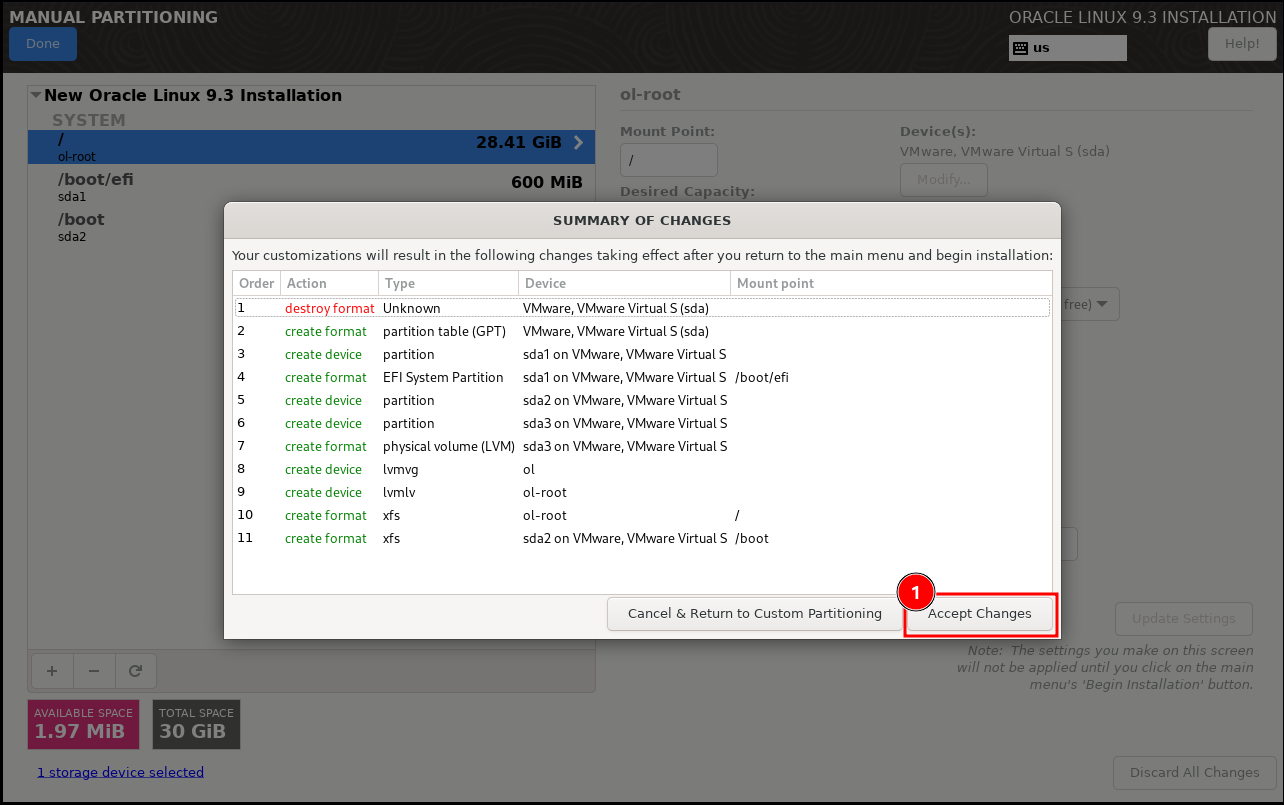 MANUAL PARTITIONING
ORACLE LINUX 9.3 INSTALLATION
Done
us
Help!
New Oracle Linux 9.3 Installation
SYSTEM
/
28.41 GiB
ol-root
/boot/efi
600 MiB
sda1
/boot
sda2
ol-root
Mount Point:
/
Device(s):
VMware, VMware Virtual S (sda)
Modify...
Desired Capacity:
free)
SUMMARY OF CHANGES
Your customizations will result in the following changes taking effect after you return to the main menu and begin installation:
Order Action Type Device Mount point
1 destroy format Unknown VMware, VMware Virtual S (sda)
2 create format partition table (GPT) VMware, VMware Virtual S (sda)
3 create device partition sda1 on VMware, VMware Virtual S
4 create format EFI System Partition sda1 on VMware, VMware Virtual S /boot/efi
5 create device partition sda2 on VMware, VMware Virtual S
6 create device partition sda3 on VMware, VMware Virtual S
7 create format physical volume (LVM) sda3 on VMware, VMware Virtual S
8 create device lvmvg ol
9 create device lvmlv ol-root
10 create format xfs ol-root /
11 create format xfs sda2 on VMware, VMware Virtual S /boot
1
Cancel & Return to Custom Partitioning
Accept Changes
Update Settings
Note: The settings you make on this screen
will not be applied until you click on the main
menu's 'Begin Installation' button.
+ −
AVAILABLE SPACE
1.97 MiB
TOTAL SPACE
30 GiB
1 storage device selected
Discard All Changes